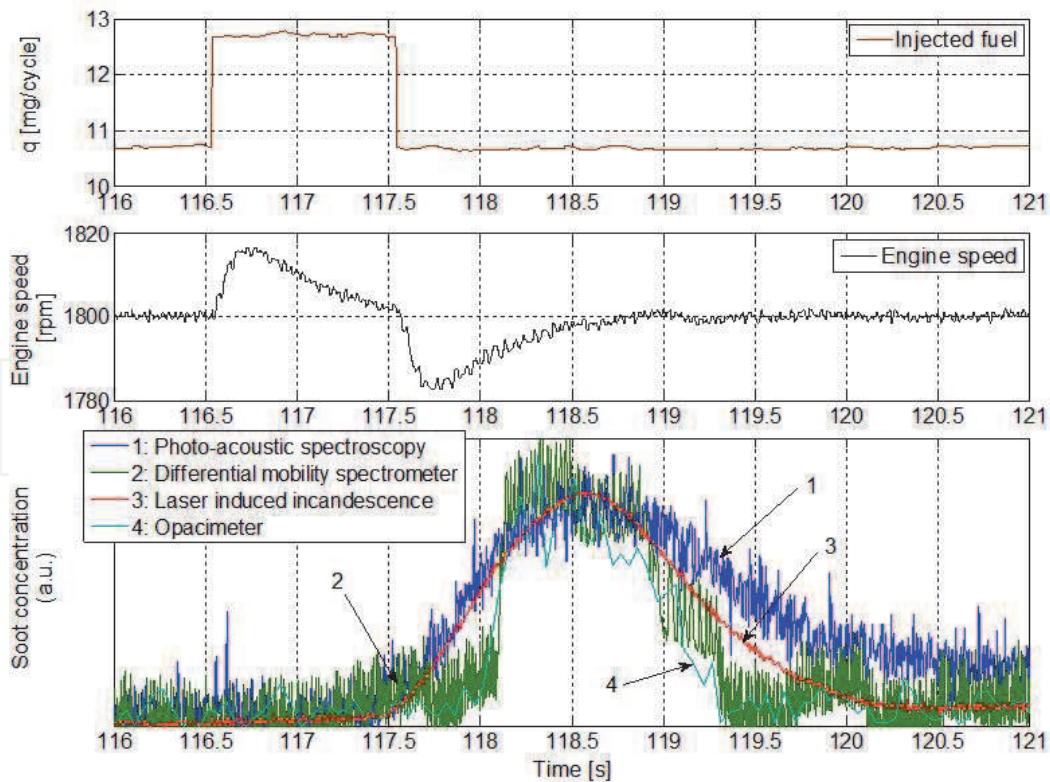 q [mg/cycle]
13
12
11
10
Injected fuel
116 116.5 117 117.5 118 118.5 119 119.5 120 120.5 121
Engine speed
[rpm]
1820
1800
1780
Engine speed
116 116.5 117 117.5 118 118.5 119 119.5 120 120.5 121
Soot concentration
(a.u.)
1: Photo-acoustic spectroscopy
2: Differential mobility spectrometer
3: Laser induced incandescence
4: Opacimeter
1
3
2
4
116 116.5 117 117.5 118 118.5 119 119.5 120 120.5 121
Time [s]